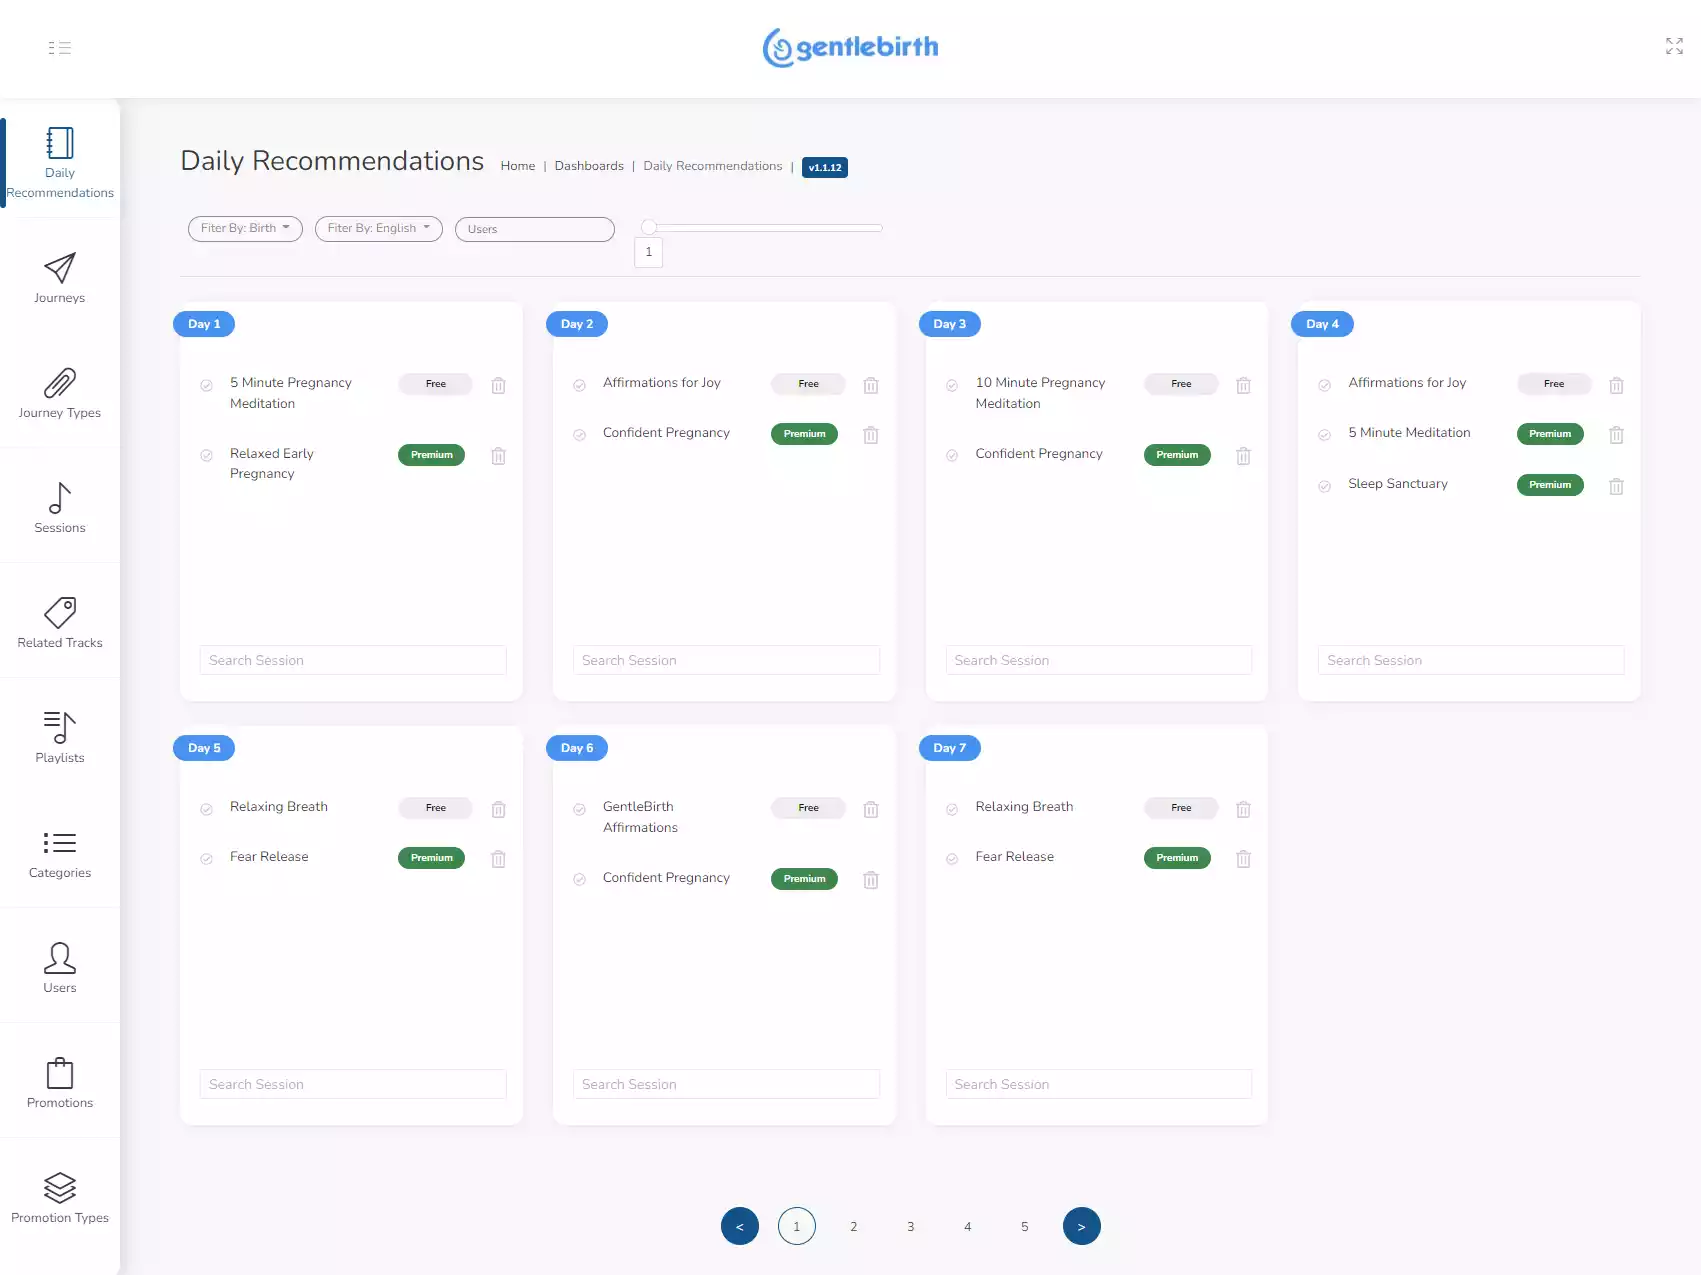 gentlebirth
Daily
Recommendations
Journeys
Journey Types
Sessions
Related Tracks
Playlists
Categories
Users
Promotions
Promotion Types
Daily Recommendations Home | Dashboards | Daily Recommendations | v1.1.12
Fiter By: Birth Fiter By: English Users
1
Day 1
5 Minute Pregnancy Free
Meditation
Relaxed Early Premium
Pregnancy
Search Session
Day 2
Affirmations for Joy Free
Confident Pregnancy Premium
Search Session
Day 3
10 Minute Pregnancy Free
Meditation
Confident Pregnancy Premium
Search Session
Day 4
Affirmations for Joy Free
5 Minute Meditation Premium
Sleep Sanctuary Premium
Search Session
Day 5
Relaxing Breath Free
Fear Release Premium
Search Session
Day 6
GentleBirth Free
Affirmations
Confident Pregnancy Premium
Search Session
Day 7
Relaxing Breath Free
Fear Release Premium
Search Session
< 1 2 3 4 5 >